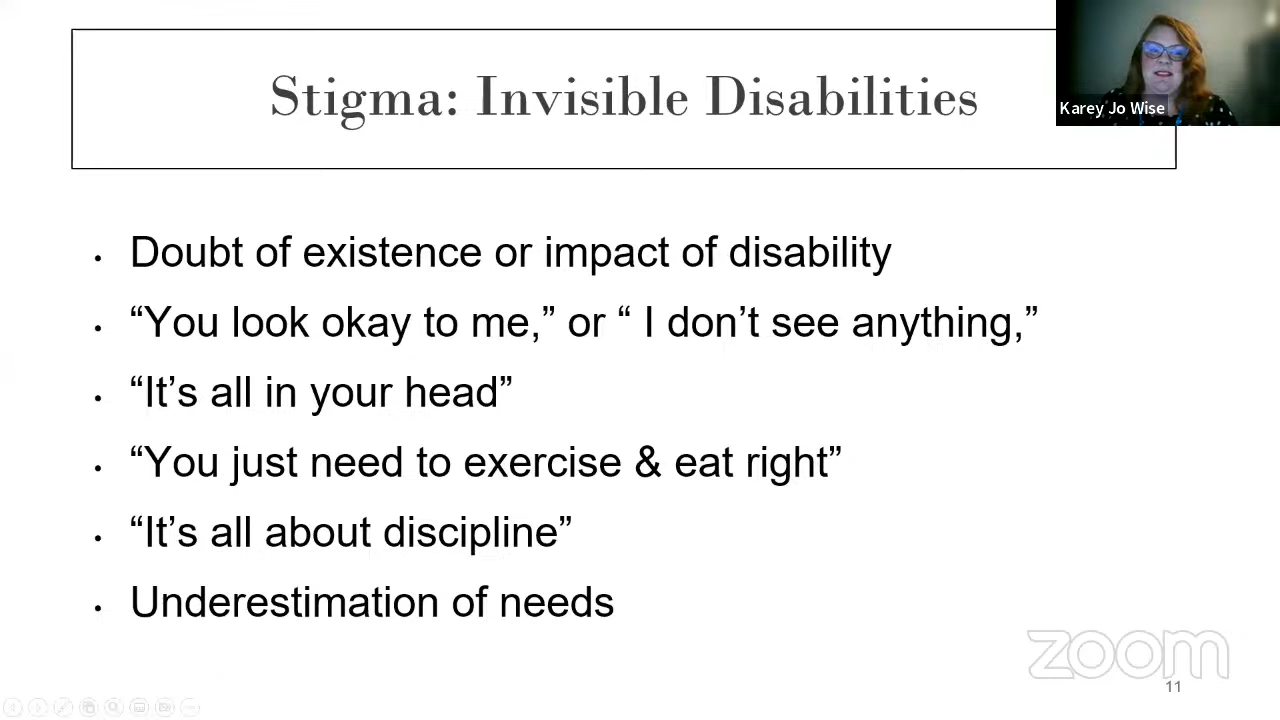 Stigma: Invisible Disabilities
Karey Jo Wise
• Doubt of existence or impact of disability
• “You look okay to me,” or “ I don’t see anything,”
• “It’s all in your head”
• “You just need to exercise & eat right”
• “It’s all about discipline”
• Underestimation of needs
zoom
11